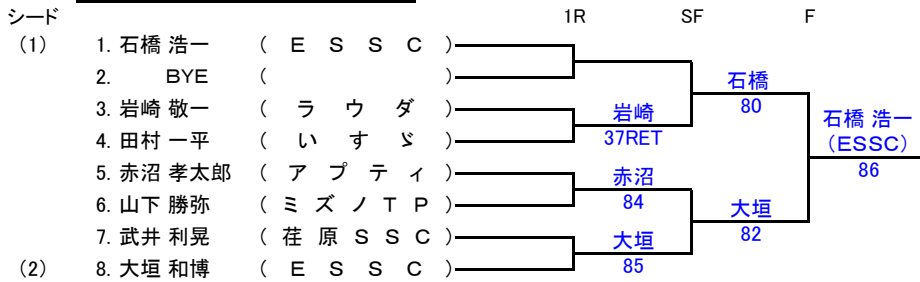 シード 1R SF F
(1) 1. 石橋 浩一 ( E S S C )
2. BYE ( )
石橋
80
3. 岩崎 敬一 ( ラ ウ ダ )
岩崎
37RET
4. 田村 一平 ( い す ゞ )
石橋 浩一
(ESSC)
86
5. 赤沼 孝太郎 ( ア プ テ ィ )
赤沼
84
6. 山下 勝弥 ( ミ ズ ノ T P )
大垣
82
7. 武井 利晃 ( 荏 原 S S C )
大垣
85
(2) 8. 大垣 和博 ( E S S C )